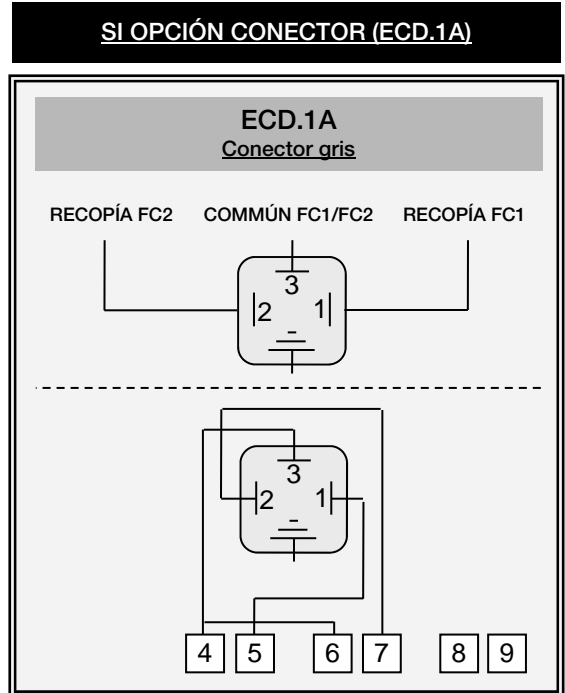 SI OPCIÓN CONECTOR (ECD.1A)
ECD.1A
Conector gris
RECOPÍA FC2 COMMÚN FC1/FC2 RECOPÍA FC1
3
2 1
3
2 1
4 5 6 7 8 9